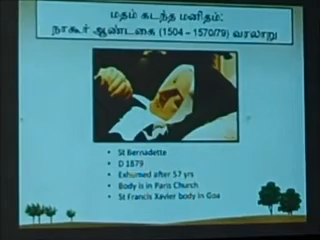 மதம் கடந்த மனிதம்:
நாகூர் ஆண்டகை (1504 – 1570/79) வரலாறு
• St Bernadette
• D 1879
• Exhumed after 57 yrs
• Body is in Paris Church
• St Francis Xavier body in Goa